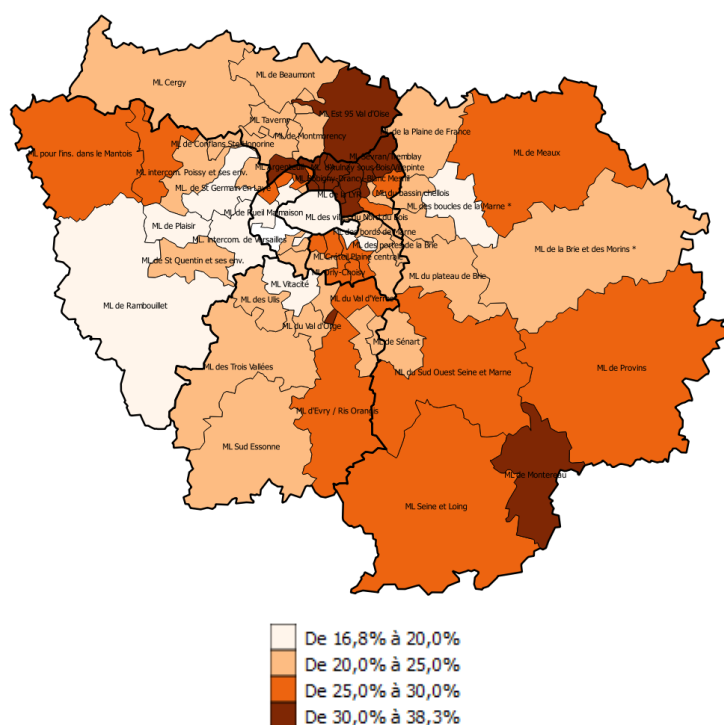 ML Cergy
ML de Beaumont
ML Est 95 Val d'Oise
ML Taverny
ML de la Plaine de France
ML de Montmorency
ML de Conflans Ste Honorine
ML pour l'ins. dans le Mantois
ML de Meaux
ML intercom. Poissy et ses env.
ML de St Germain En Laye
ML du bassin chellois
ML des boucles de la Marne *
ML de Rueil Malmaison
ML de Plaisir
ML des bords de Marne
ML. intercom. de Versailles
ML des portes de la Brie
ML de la Brie et des Morins *
ML de St Quentin et ses env.
ML Créteil Plaine centrale
ML Orly-Choisy
ML du plateau de Brie
ML Vitacité
ML de Rambouillet
ML des Ulis
ML du Val d'Yerres
ML du Val d'Orge
ML de Sénart
ML des Trois Vallées
ML du Sud Ouest Seine et Marne
ML de Provins
ML d'Evry / Ris Orangis
ML Sud Essonne
ML de Montereau
ML Seine et Loing
De 16,8% à 20,0%
De 20,0% à 25,0%
De 25,0% à 30,0%
De 30,0% à 38,3%